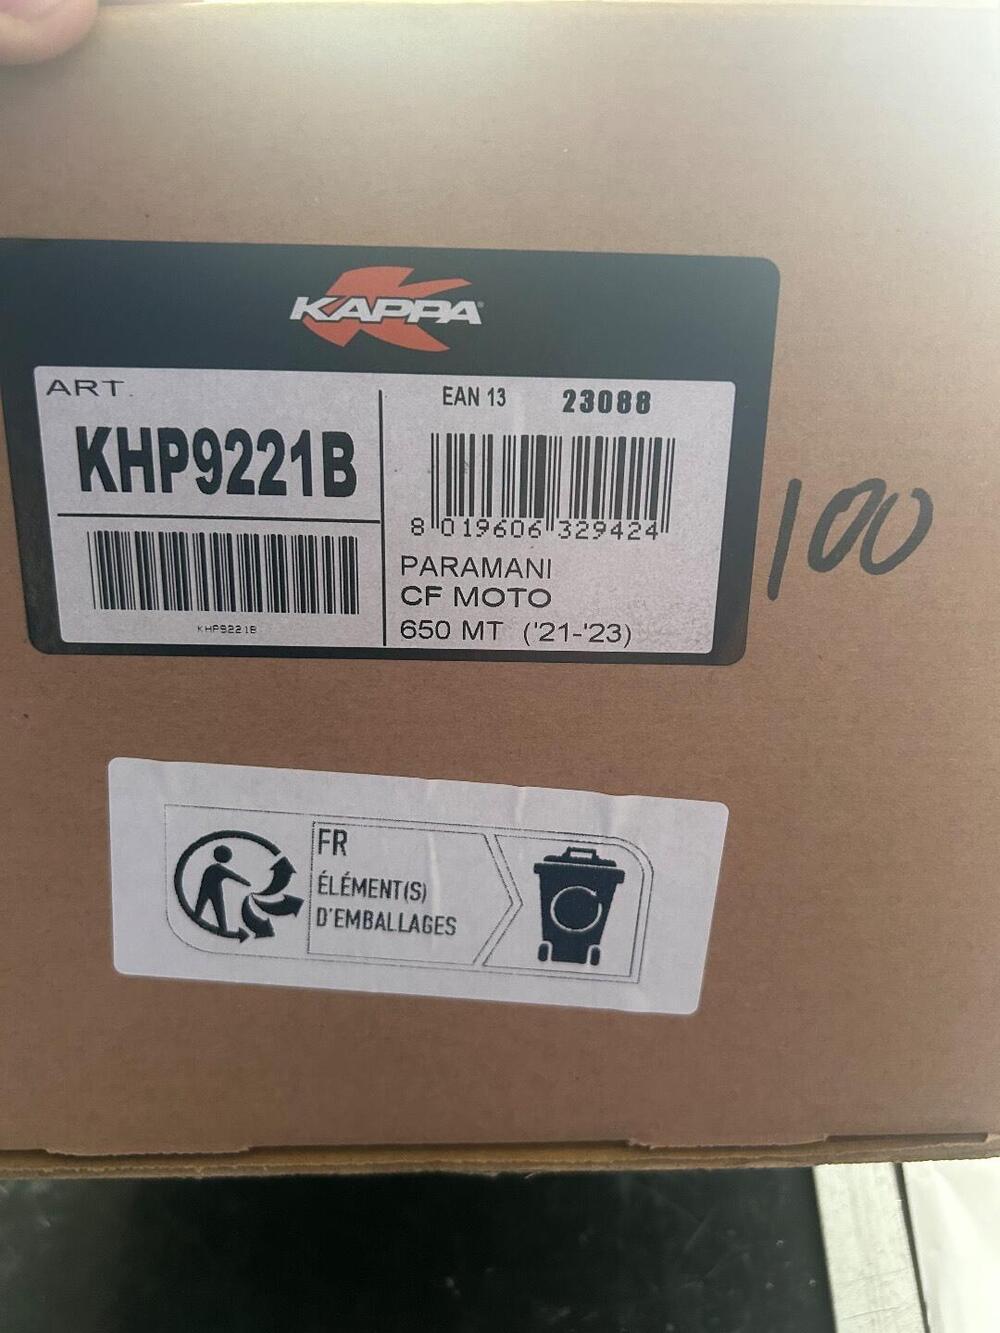 KAPPA
ART.
KHP9221B
KHP9221B
EAN 13 23088
8 019606 329424
PARAMANI
CF MOTO
650 MT ('21-'23)
100
FR
ÉLÉMENT(S)
D'EMBALLAGES